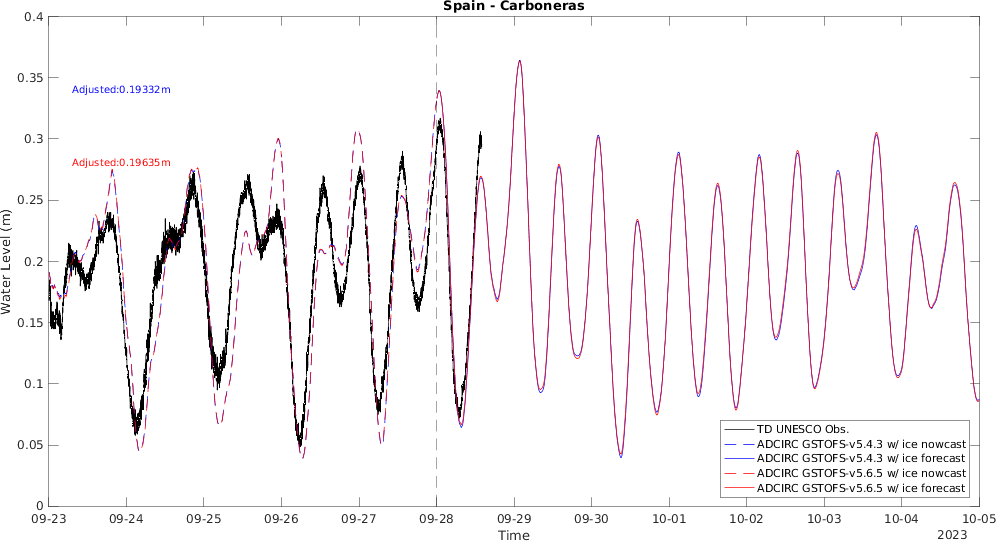 Spain - Carboneras
0.4
0.35
0.3
0.25
0.2
0.15
0.1
0.05
0
Water Level (m)
Adjusted:0.19332m
Adjusted:0.19635m
TD UNESCO Obs.
ADCIRC GSTOFS-v5.4.3 w/ ice nowcast
ADCIRC GSTOFS-v5.4.3 w/ ice forecast
ADCIRC GSTOFS-v5.6.5 w/ ice nowcast
ADCIRC GSTOFS-v5.6.5 w/ ice forecast
09-23 09-24 09-25 09-26 09-27 09-28 09-29 09-30 10-01 10-02 10-03 10-04 10-05
Time
2023